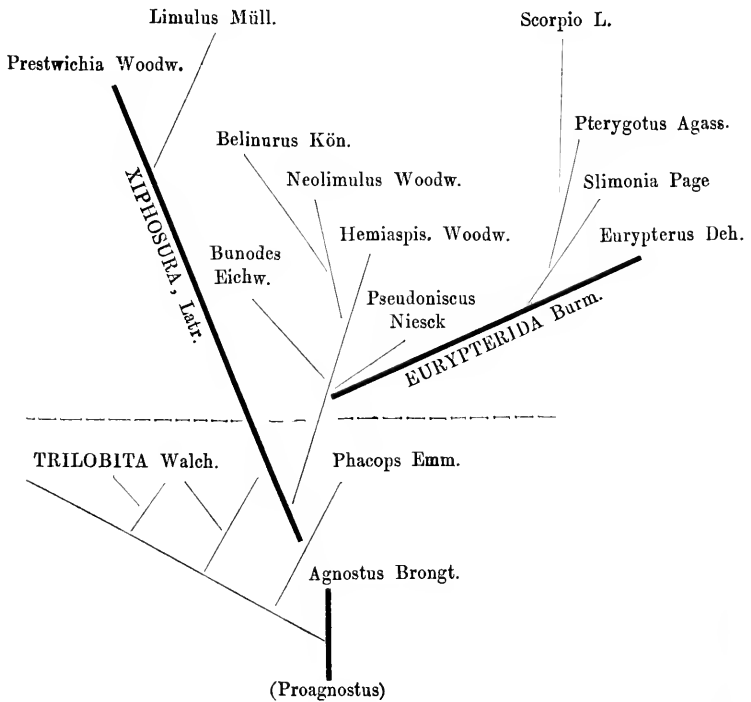 Limulus Müll.
Scorpio L.
Prestwichia Woodw.
Pterygotus Agass.
Belinurus Kön.
Neolimulus Woodw.
Slimonia Page
XIPHOSURA, Latr.
Hemiaspis. Woodw.
Eurypterus Deh.
Bunodes
Eichw.
Pseudoniscus
Niesck
EURYPTERIDA Burm.
TRILOBITA Walch.
Phacops Emm.
Agnostus Brongt.
(Proagnostus)